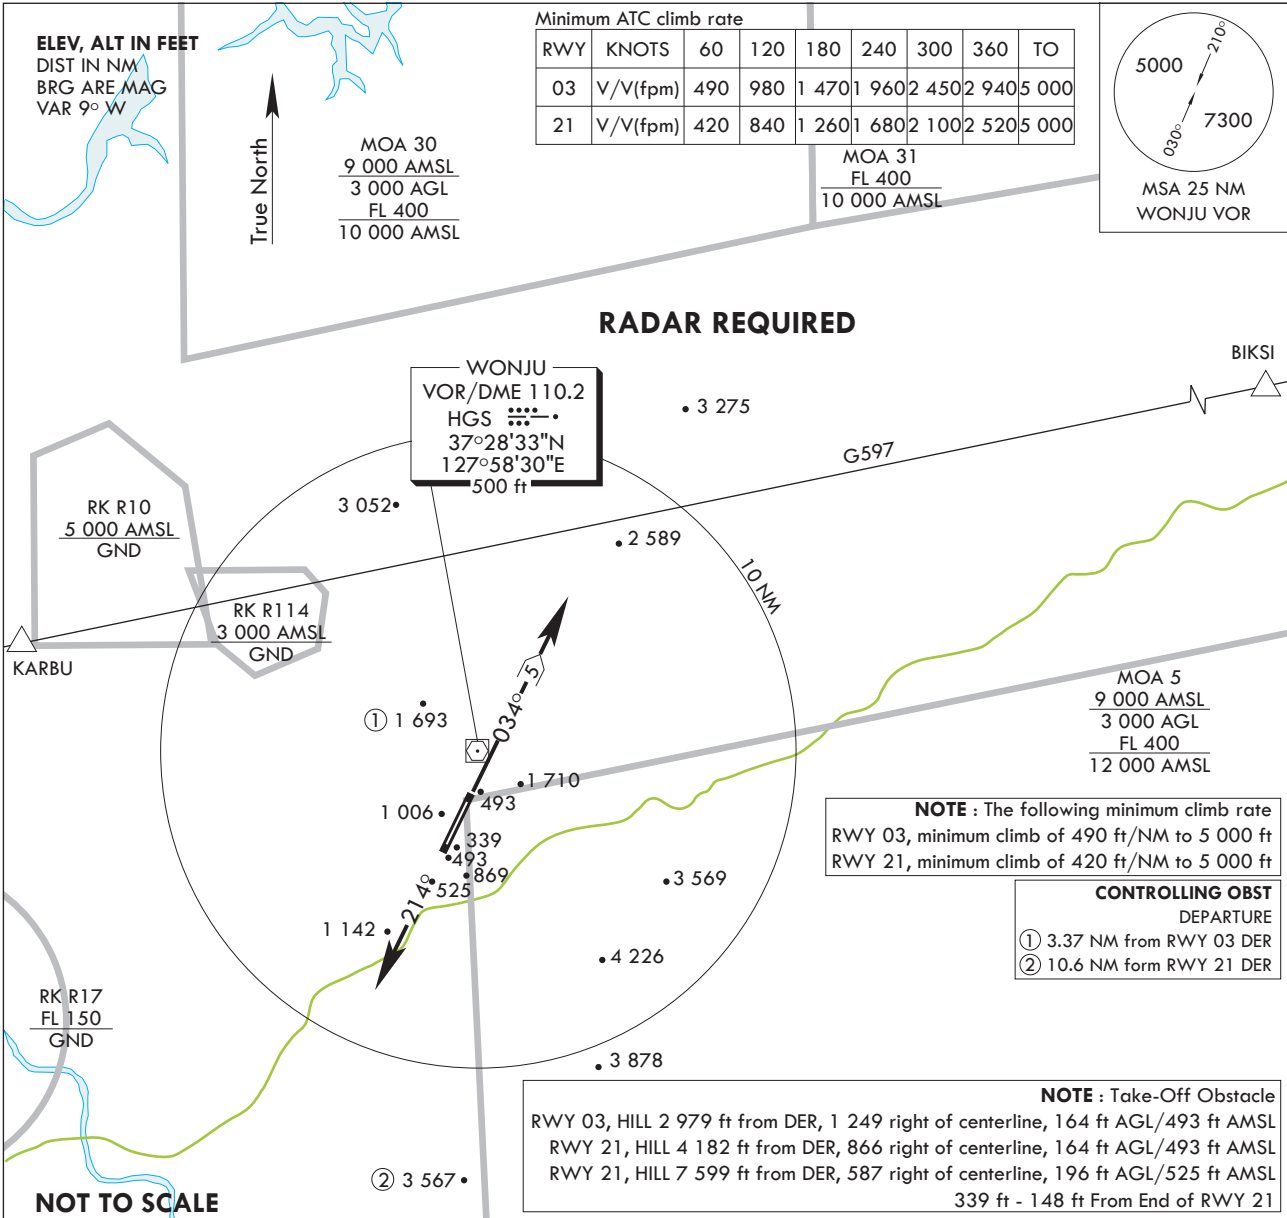 ELEV, ALT IN FEET
DIST IN NM
BRG ARE MAG
VAR 9° W
True North
MOA 30
9 000 AMSL
3 000 AGL
FL 400
10 000 AMSL
Minimum ATC climb rate
RWY KNOTS 60 120 180 240 300 360 TO
03 V/V(fpm) 490 980 1 470 1 960 2 450 2 940 5 000
21 V/V(fpm) 420 840 1 260 1 680 2 100 2 520 5 000
MOA 31
FL 400
10 000 AMSL
5000
210°
7300
030°
MSA 25 NM
WONJU VOR
RADAR REQUIRED
BIKSI
WONJU
VOR/DME 110.2
HGS
37°28'33"N
127°58'30"E
500 ft
3 275
G597
3 052
2 589
RK R10
5 000 AMSL
GND
10 NM
RK R114
3 000 AMSL
GND
KARBU
5
034°
① 1 693
MOA 5
9 000 AMSL
3 000 AGL
FL 400
12 000 AMSL
1 710
493
1 006
339
493
869
525
214°
1 142
3 569
4 226
NOTE : The following minimum climb rate
RWY 03, minimum climb of 490 ft/NM to 5 000 ft
RWY 21, minimum climb of 420 ft/NM to 5 000 ft
CONTROLLING OBST
DEPARTURE
① 3.37 NM from RWY 03 DER
② 10.6 NM form RWY 21 DER
RK R17
FL 150
GND
3 878
② 3 567
NOTE : Take-Off Obstacle
RWY 03, HILL 2 979 ft from DER, 1 249 right of centerline, 164 ft AGL/493 ft AMSL
RWY 21, HILL 4 182 ft from DER, 866 right of centerline, 164 ft AGL/493 ft AMSL
RWY 21, HILL 7 599 ft from DER, 587 right of centerline, 196 ft AGL/525 ft AMSL
339 ft - 148 ft From End of RWY 21
NOT TO SCALE